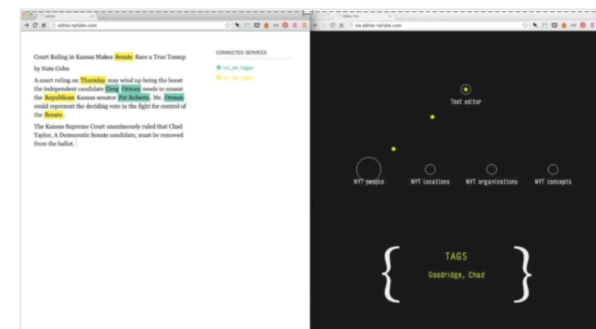 editor.nytlabs.com
Court Ruling in Kansas Makes Senate Race a True Tossup
by Nate Cohn
A court ruling on Thursday may wind up being the boost
the independent candidate Greg Orman needs to unseat
the Republican Kansas senator Pat Roberts. Mr. Orman
could represent the deciding vote in the fight for control of
the Senate.
The Kansas Supreme Court unanimously ruled that Chad
Taylor, A Democratic Senate candidate, must be removed
from the ballot.
CONNECTED SERVICES
Text editor
NYT people
NYT locations
NYT organizations
NYT concepts
TAGS
Goodridge, Chad